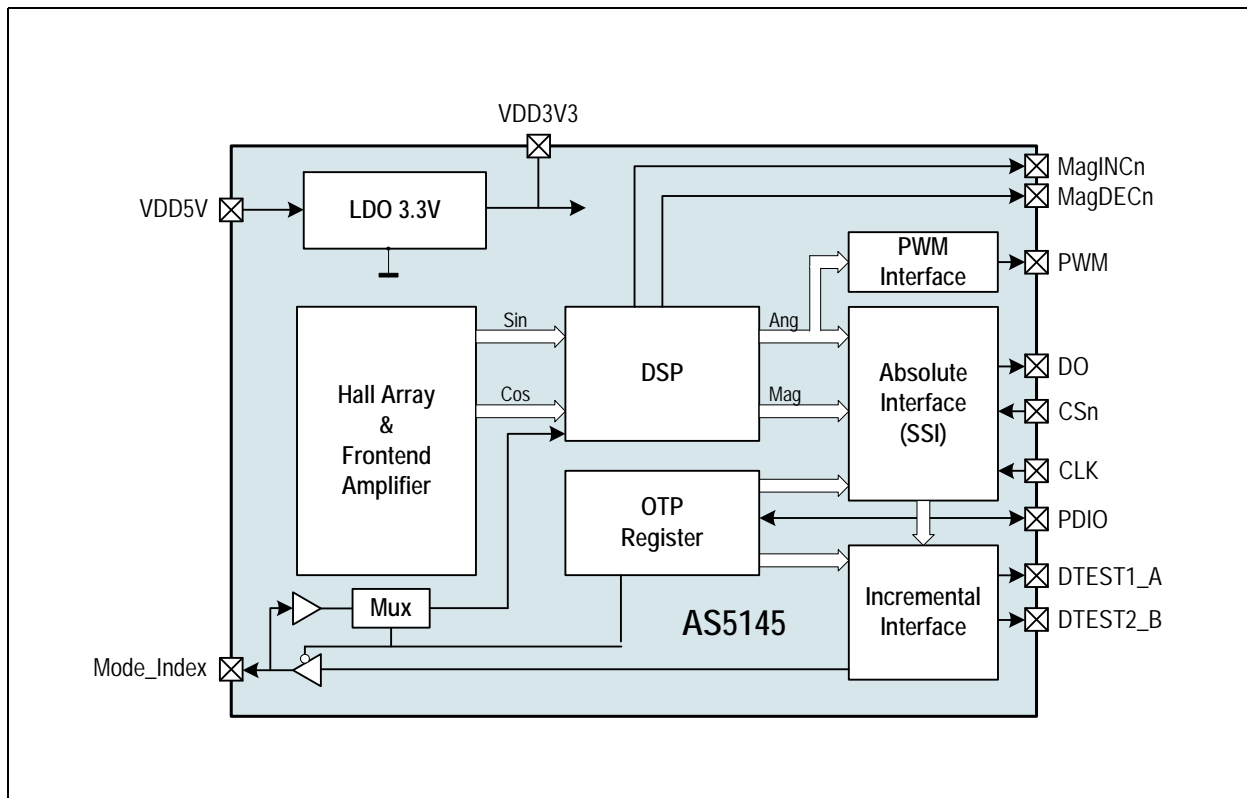 VDD3V3
MagINCn
MagDECn
VDD5V
LDO 3.3V
PWM
Interface
PWM
Sin
Ang
Hall Array
&
Frontend
Amplifier
Cos
DSP
Mag
Absolute
Interface
(SSI)
DO
CSn
CLK
OTP
Register
PDIO
Mux
AS5145
Incremental
Interface
DTEST1_A
DTEST2_B
Mode_Index